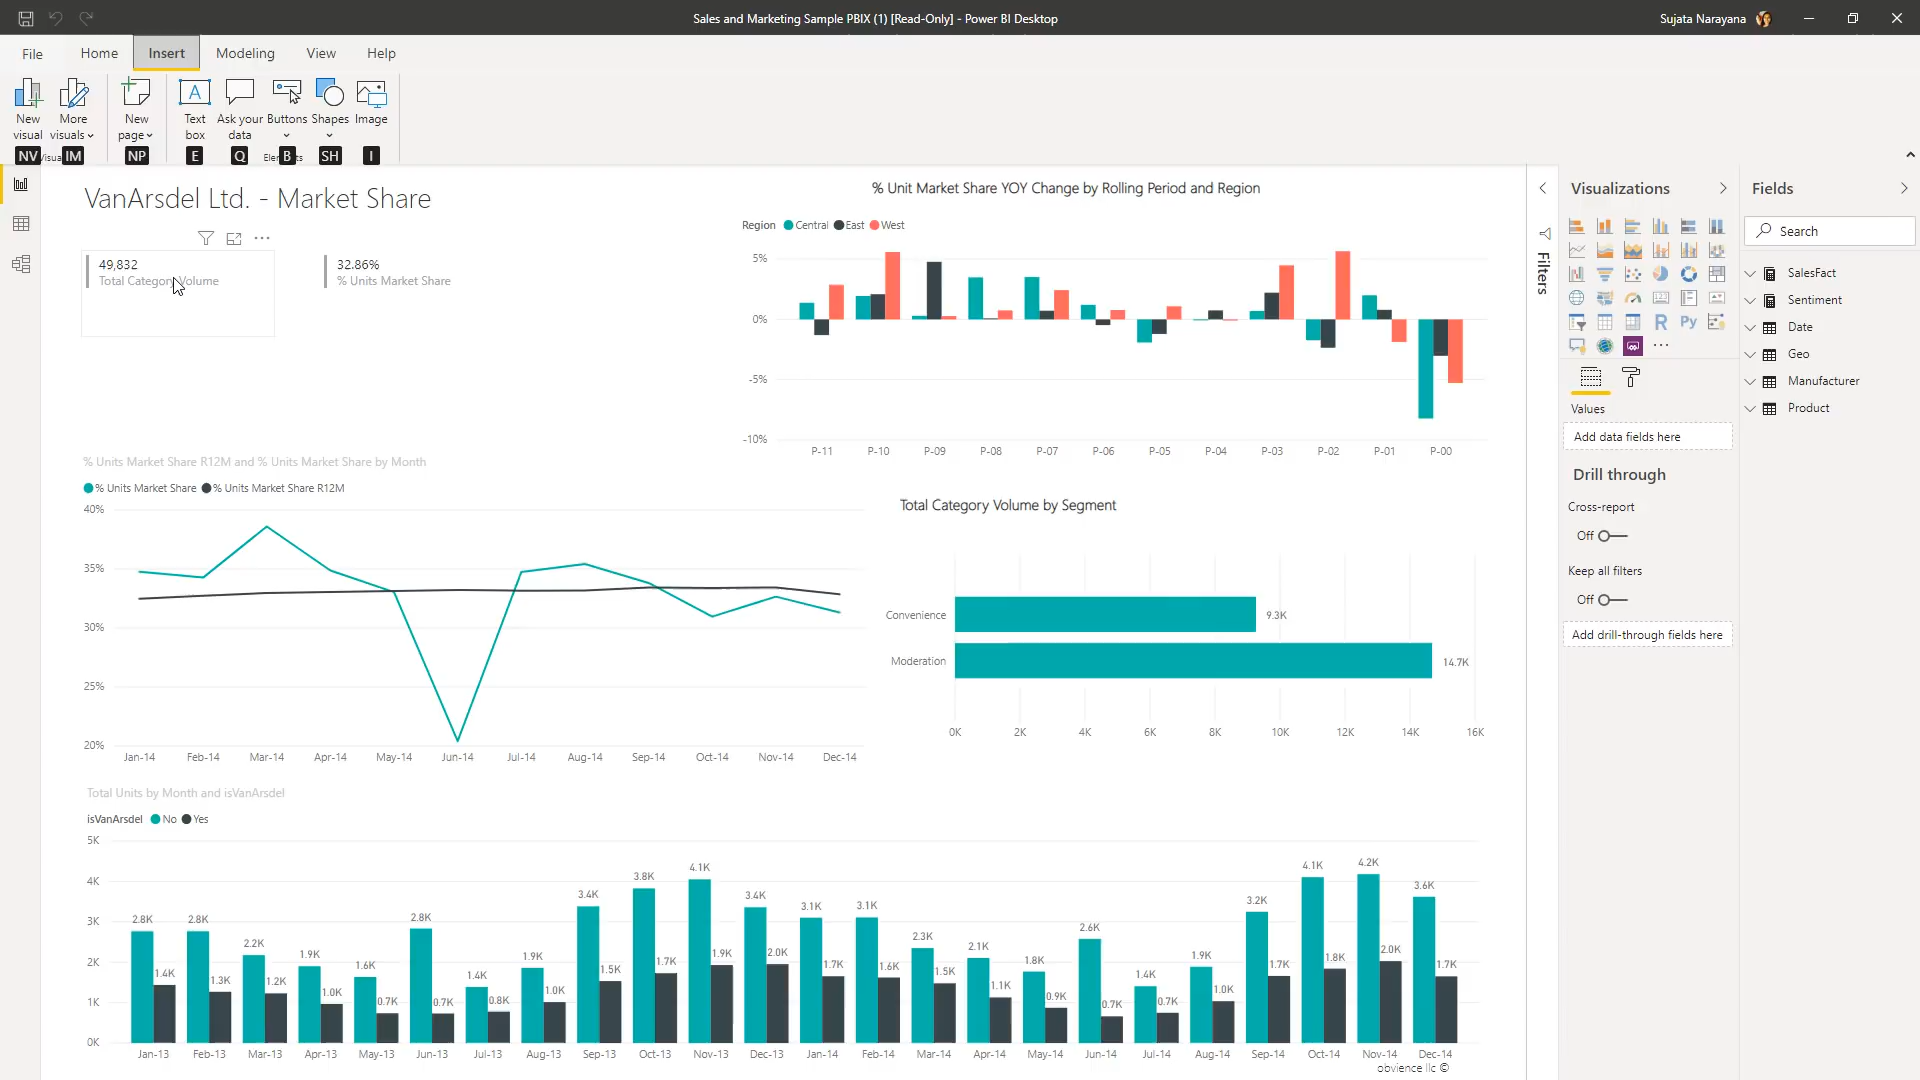 Sales and Marketing Sample PBIX (1) [Read-Only] - Power BI Desktop
Sujata Narayana
File Home Insert Modeling View Help
New visual
More visuals
New page
Text box
Ask your data
Buttons
Shapes
Image
NV IM NP E Q B SH I
VanArsdel Ltd. - Market Share
49,832
Total Category Volume
32.86%
% Units Market Share
% Unit Market Share YOY Change by Rolling Period and Region
Region Central East West
5%
0%
-5%
-10%
P-11 P-10 P-09 P-08 P-07 P-06 P-05 P-04 P-03 P-02 P-01 P-00
% Units Market Share R12M and % Units Market Share by Month
% Units Market Share % Units Market Share R12M
40%
35%
30%
25%
20%
Jan-14 Feb-14 Mar-14 Apr-14 May-14 Jun-14 Jul-14 Aug-14 Sep-14 Oct-14 Nov-14 Dec-14
Total Category Volume by Segment
Convenience 9.3K
Moderation 14.7K
0K 2K 4K 6K 8K 10K 12K 14K 16K
Total Units by Month and isVanArsdel
isVanArsdel No Yes
5K
4K
3K
2K
1K
0K
2.8K 1.4K 2.8K 1.3K 2.2K 1.2K 1.9K 1.0K 1.6K 0.7K 2.8K 0.7K 1.4K 0.8K 1.9K 1.0K 3.4K 1.5K 3.8K 1.7K 4.1K 1.9K 3.4K 2.0K 3.1K 1.7K 3.1K 1.6K 2.3K 1.5K 2.1K 1.1K 1.8K 0.9K 2.6K 0.7K 1.4K 0.7K 1.9K 1.0K 3.2K 1.7K 4.1K 1.8K 4.2K 2.0K 3.6K 1.7K
Jan-13 Feb-13 Mar-13 Apr-13 May-13 Jun-13 Jul-13 Aug-13 Sep-13 Oct-13 Nov-13 Dec-13 Jan-14 Feb-14 Mar-14 Apr-14 May-14 Jun-14 Jul-14 Aug-14 Sep-14 Oct-14 Nov-14 Dec-14
obvience llc ©
Filters
Visualizations
R Py
Values
Add data fields here
Drill through
Cross-report
Off
Keep all filters
Off
Add drill-through fields here
Fields
Search
SalesFact
Sentiment
Date
Geo
Manufacturer
Product